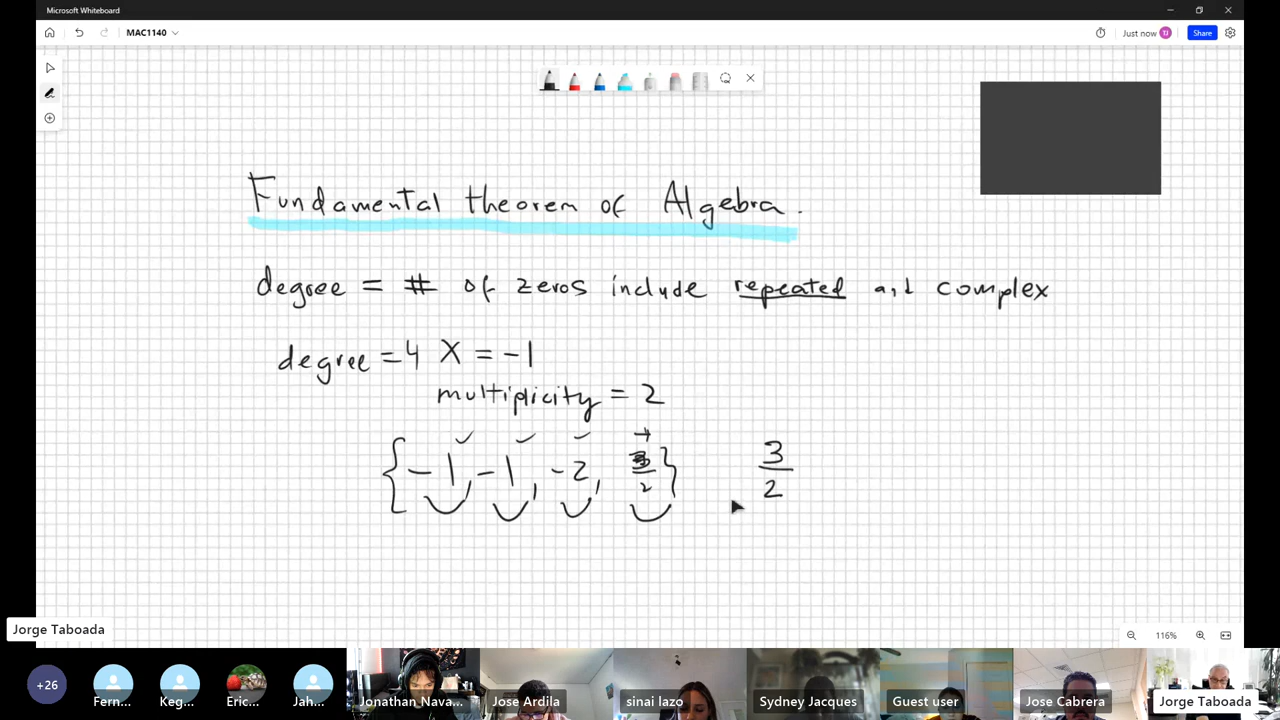 Microsoft Whiteboard
MAC1140
Just now TJ Share
Fundamental theorem of Algebra.
degree = # of zeros include repeated and complex
degree = 4 X = -1
multiplicity = 2
{-1, -1, -2, 3/2} 3/2
Jorge Taboada
116%
+26 Fern... Keg... Eric... Jah... Jonathan Nava... Jose Ardila sinai lazo Sydney Jacques Guest user Jose Cabrera Jorge Taboada